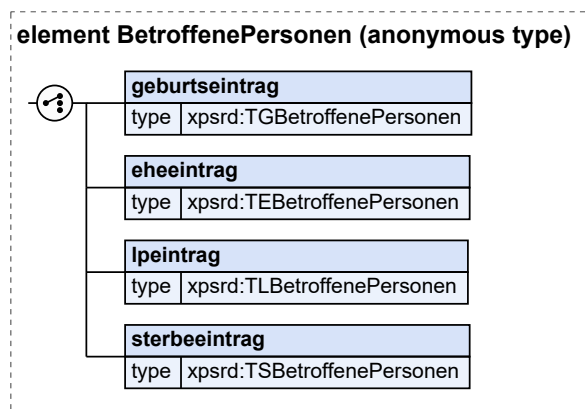 element BetroffenePersonen (anonymous type)
geburtseintrag
type xpsrd:TGBetroffenePersonen
eheeintrag
type xpsrd:TEBetroffenePersonen
lpeintrag
type xpsrd:TLBetroffenePersonen
sterbeeintrag
type xpsrd:TSBetroffenePersonen